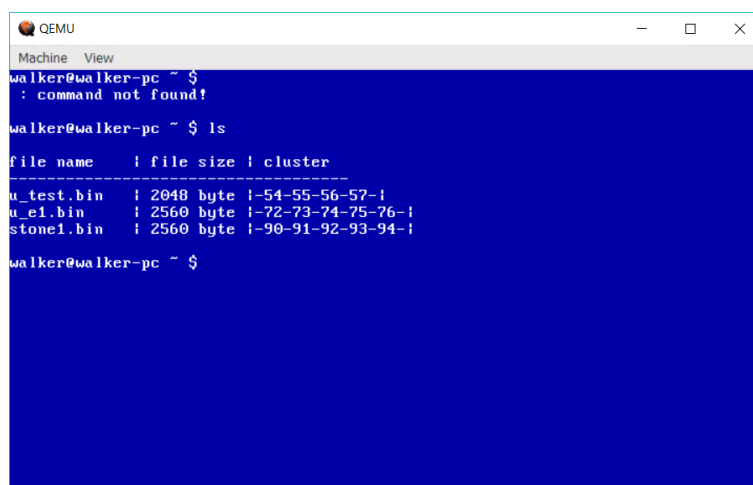 QEMU
Machine View
walker@walker-pc ~ $
 : command not found!
walker@walker-pc ~ $ ls
file name    | file size | cluster
----------------------------------------
u_test.bin   | 2048 byte |-54-55-56-57-|
u_e1.bin     | 2560 byte |-72-73-74-75-76-|
stone1.bin   | 2560 byte |-90-91-92-93-94-|
walker@walker-pc ~ $